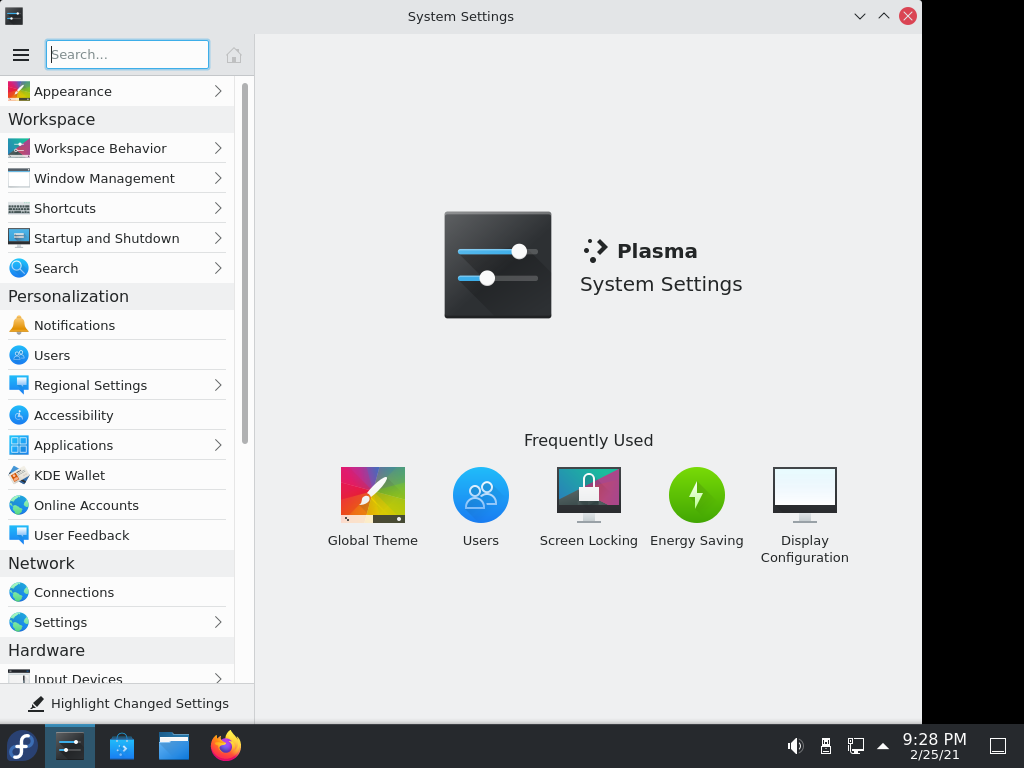 System Settings
Search...
Appearance
Workspace
Workspace Behavior
Window Management
Shortcuts
Startup and Shutdown
Search
Personalization
Notifications
Users
Regional Settings
Accessibility
Applications
KDE Wallet
Online Accounts
User Feedback
Network
Connections
Settings
Hardware
Input Devices
Highlight Changed Settings
Plasma
System Settings
Frequently Used
Global Theme
Users
Screen Locking
Energy Saving
Display
Configuration
9:28 PM
2/25/21